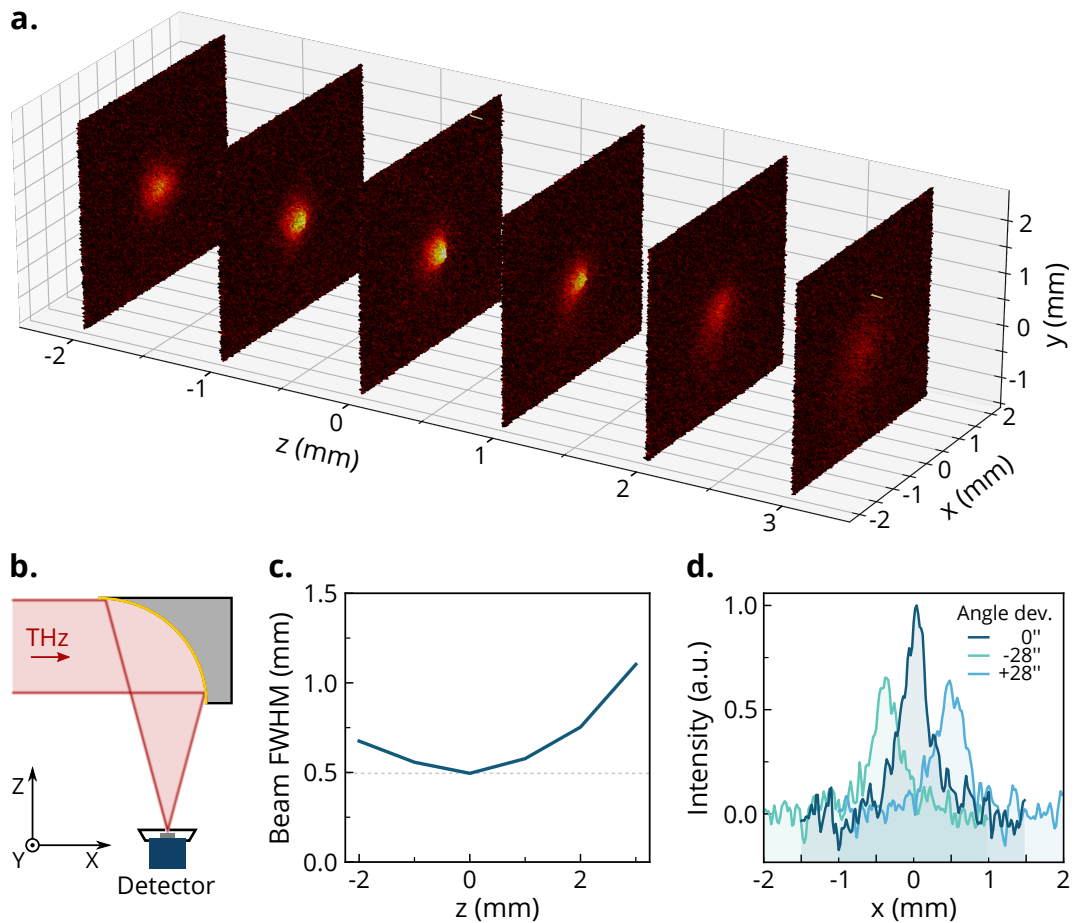 a.
2
1
0
-1
y (mm)
-2
-1
0
1
2
3
z (mm)
-2
-1
0
1
2
x (mm)
b.
THz
Z
Y
X
Detector
c.
1.5
1.0
0.5
0.0
Beam FWHM (mm)
-2
0
2
z (mm)
d.
1.0
0.5
0.0
Intensity (a.u.)
Angle dev.
0"
-28"
+28"
-2
-1
0
1
2
x (mm)